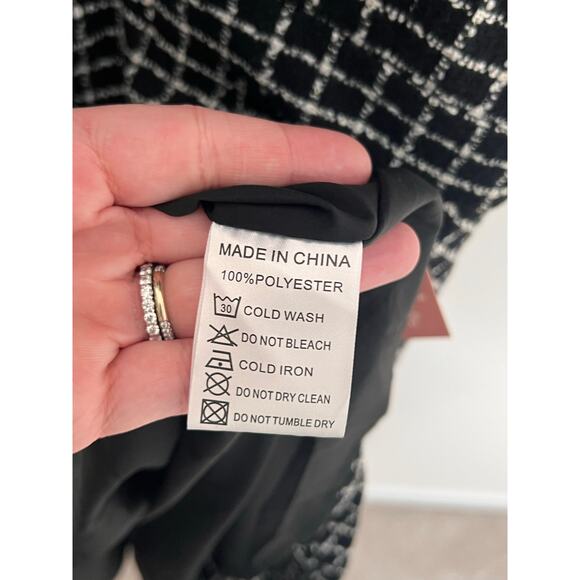 MADE IN CHINA
100%POLYESTER
30 COLD WASH
DO NOT BLEACH
COLD IRON
DO NOT DRY CLEAN
DO NOT TUMBLE DRY